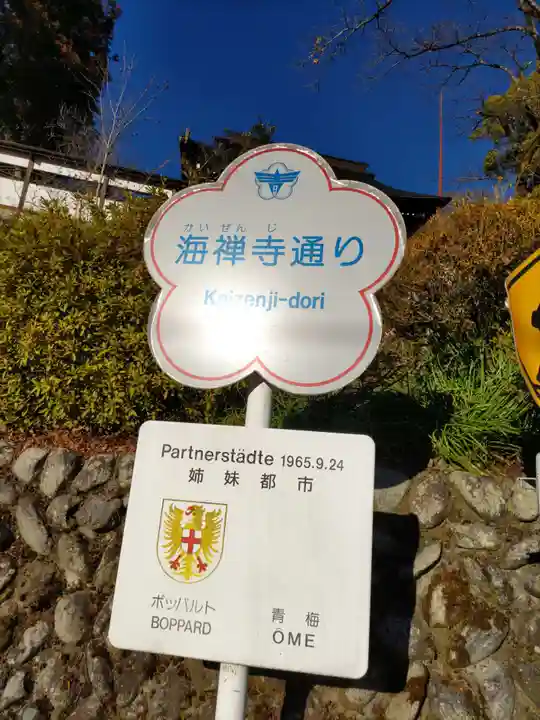 かいぜんじ
海禅寺通り
Kaizenji-dori
Partnerstädte 1965.9.24
姉妹都市
ボッパルト 青梅
BOPPARD ŌME